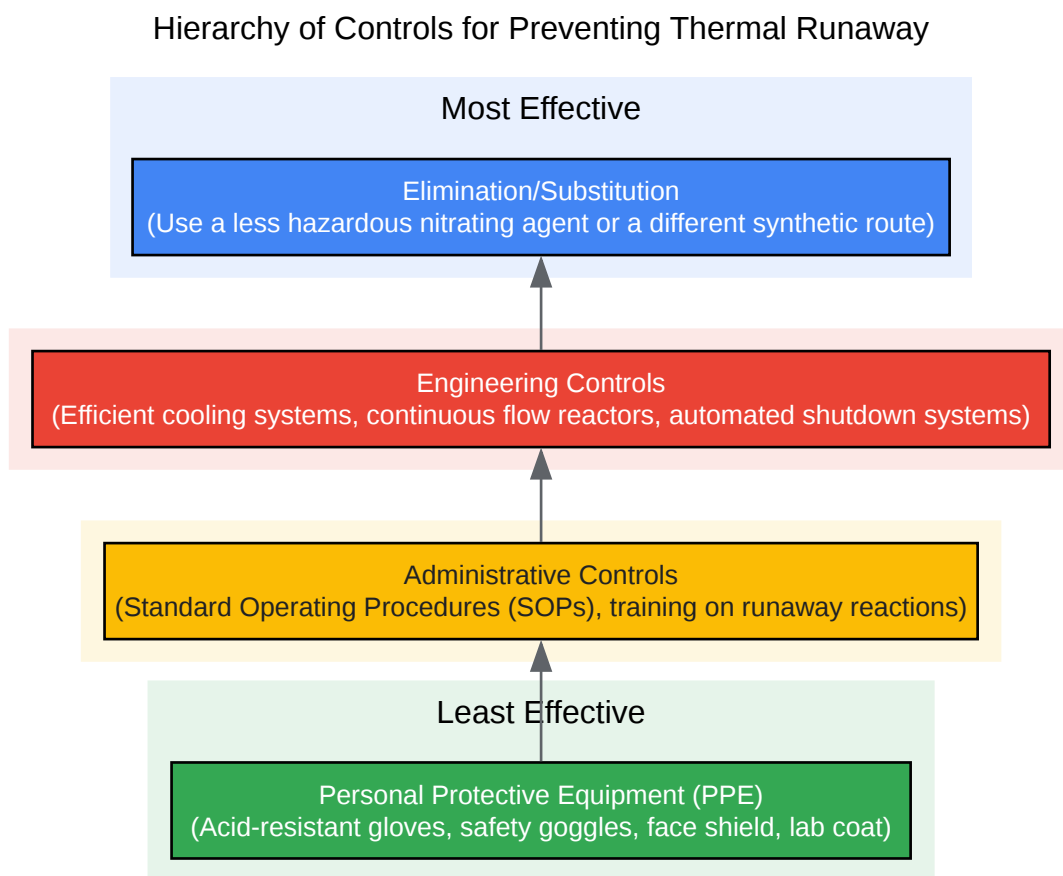 Hierarchy of Controls for Preventing Thermal Runaway
Most Effective
Elimination/Substitution
(Use a less hazardous nitrating agent or a different synthetic route)
Engineering Controls
(Efficient cooling systems, continuous flow reactors, automated shutdown systems)
Administrative Controls
(Standard Operating Procedures (SOPs), training on runaway reactions)
Least Effective
Personal Protective Equipment (PPE)
(Acid-resistant gloves, safety goggles, face shield, lab coat)